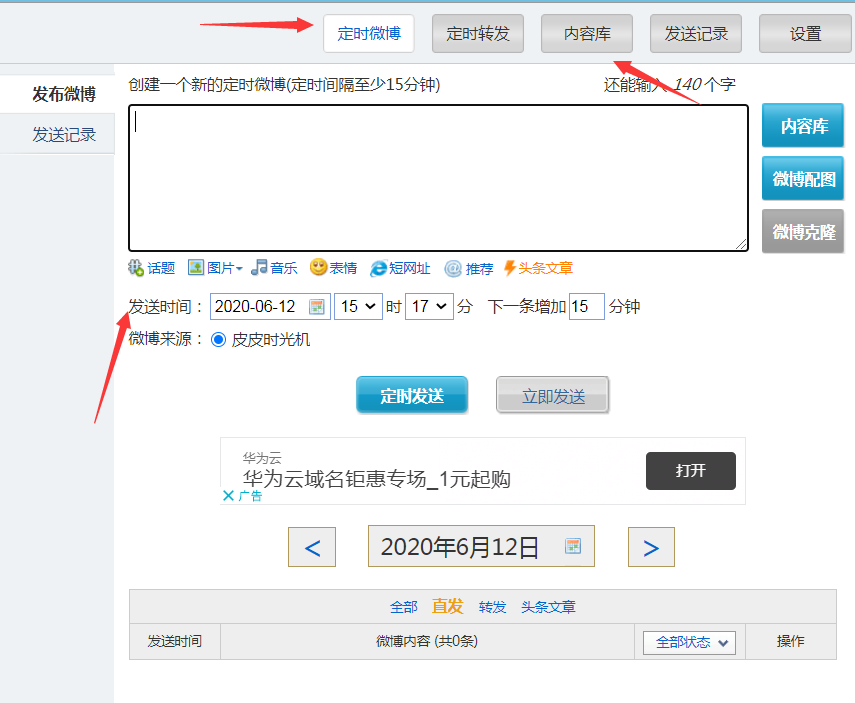 定时微博 定时转发 内容库 发送记录 设置
发布微博
发送记录
创建一个新的定时微博(定时间隔至少15分钟) 还能输入 140 个字
内容库
微博配图
微博克隆
话题 图片 音乐 表情 短网址 推荐 头条文章
发送时间： 2020-06-12 15 时 17 分 下一条增加 15 分钟
微博来源： 皮皮时光机
定时发送 立即发送
华为云
华为云域名钜惠专场_1元起购 打开
广告
< 2020年6月12日 >
全部 直发 转发 头条文章
发送时间 微博内容 (共0条) 全部状态 操作